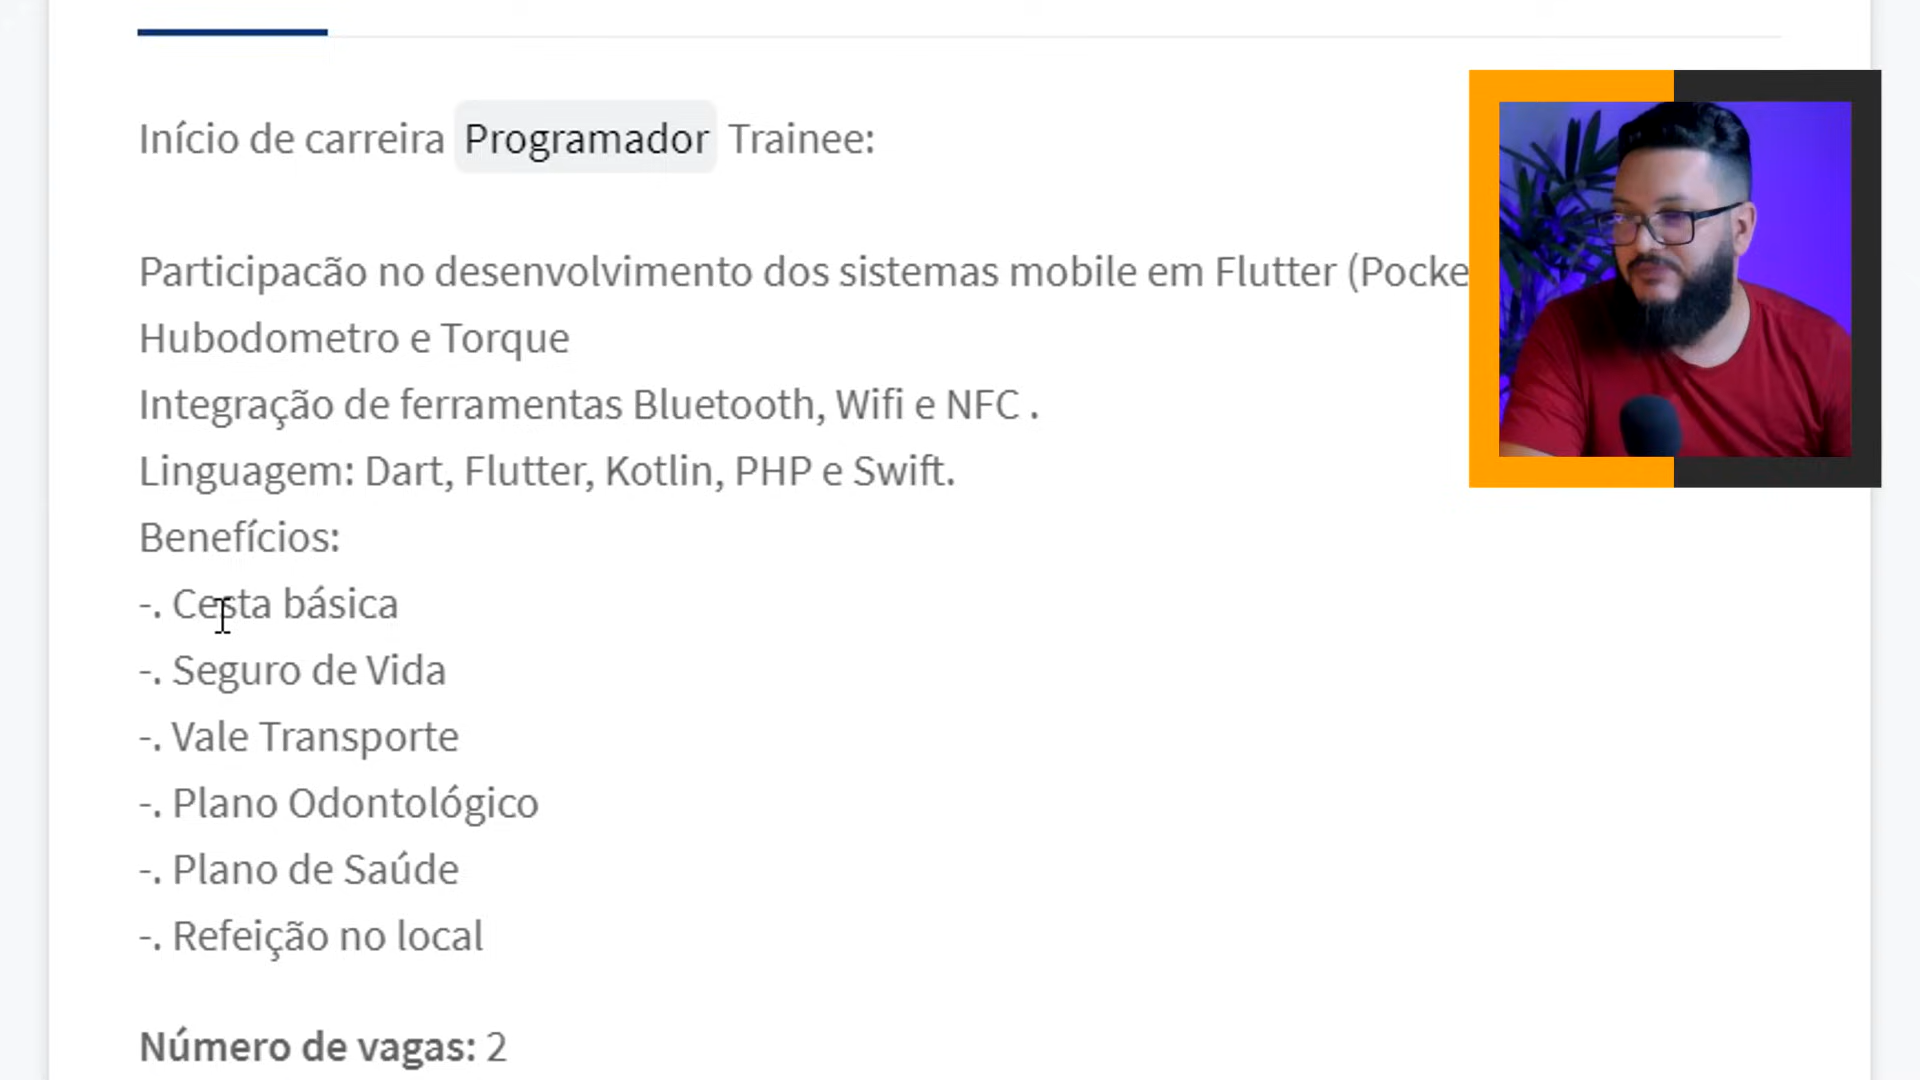 Início de carreira Programador Trainee:
Participacão no desenvolvimento dos sistemas mobile em Flutter
Hubodometro e Torque
Integração de ferramentas Bluetooth, Wifi e NFC .
Linguagem: Dart, Flutter, Kotlin, PHP e Swift.
Benefícios:
-. Cesta básica
-. Seguro de Vida
-. Vale Transporte
-. Plano Odontológico
-. Plano de Saúde
-. Refeição no local
Número de vagas: 2